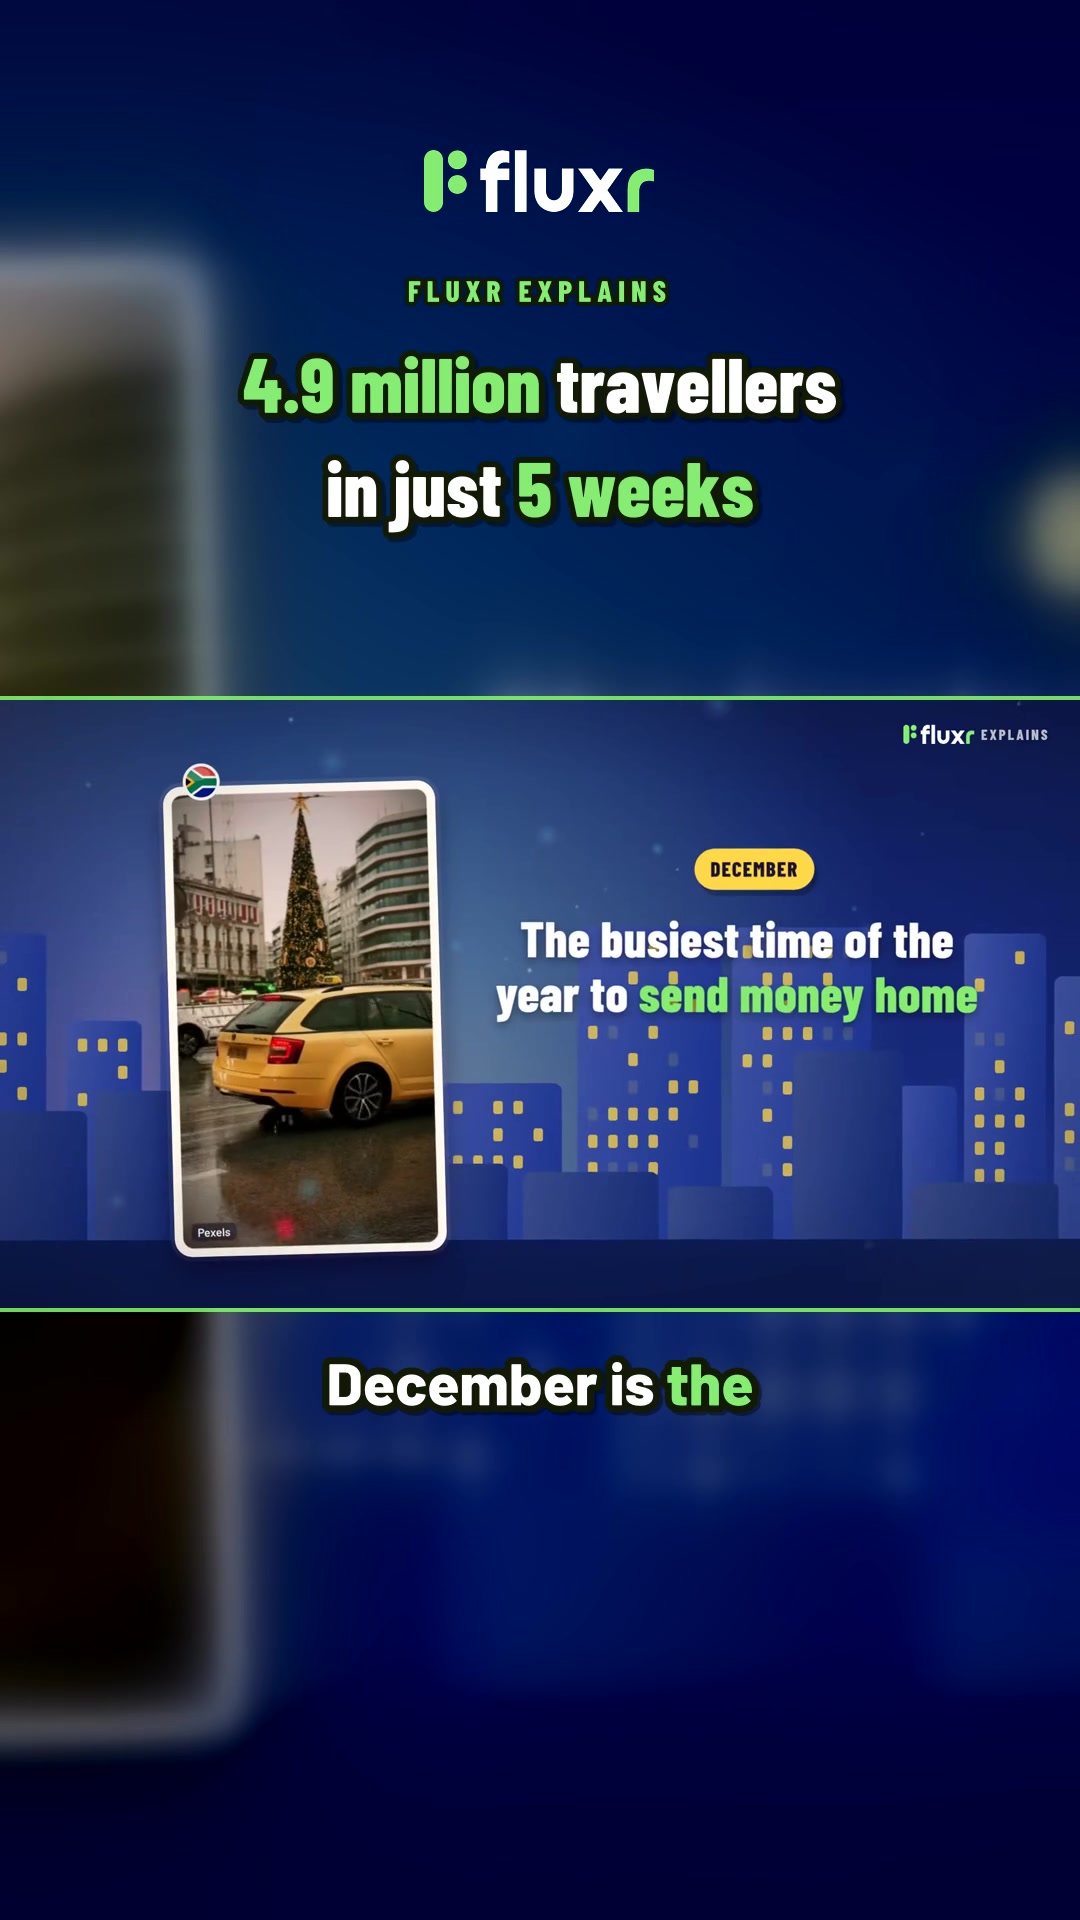 fluxr
FLUXR EXPLAINS
4.9 million travellers
in just 5 weeks
fluxr EXPLAINS
DECEMBER
The busiest time of the
year to send money home
Pexels
December is the